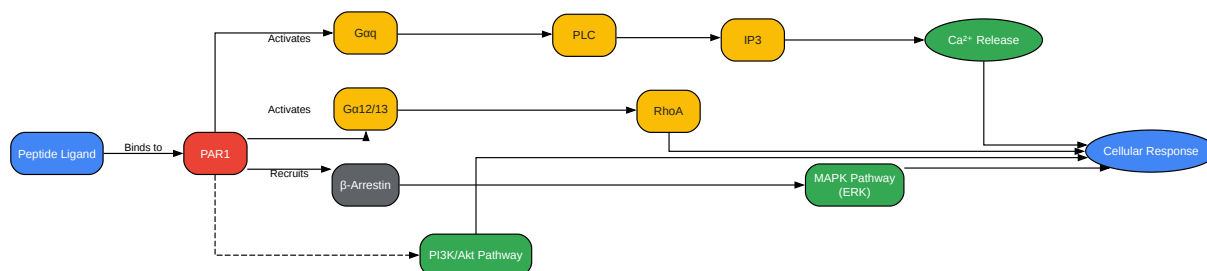 Activates
Gαq
PLC
IP3
Ca²⁺ Release
Activates
Gα12/13
RhoA
Peptide Ligand
Binds to
PAR1
Recruits
β-Arrestin
MAPK Pathway
(ERK)
Cellular Response
PI3K/Akt Pathway